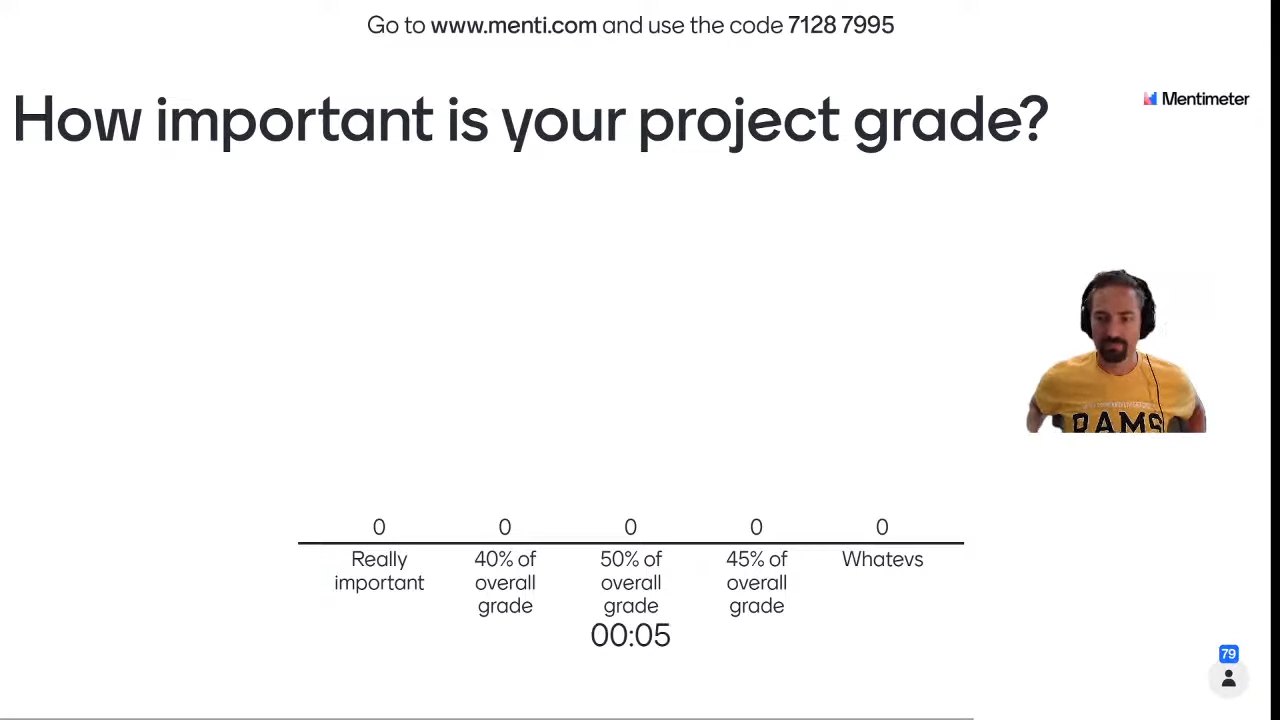 Go to www.menti.com and use the code 7128 7995
How important is your project grade?
Mentimeter
RAMS
0 0 0 0 0
Really important
40% of overall grade
50% of overall grade
45% of overall grade
Whatevs
00:05
79